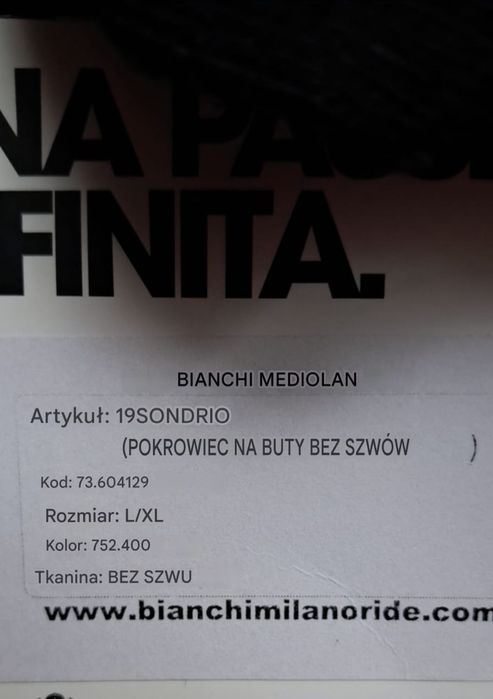 NA PASS
FINITA.
BIANCHI MEDIOLAN
Artykuł: 19SONDRIO
(POKROWIEC NA BUTY BEZ SZWÓW )
Kod: 73.604129
Rozmiar: L/XL
Kolor: 752.400
Tkanina: BEZ SZWU
www.bianchimilanoride.com